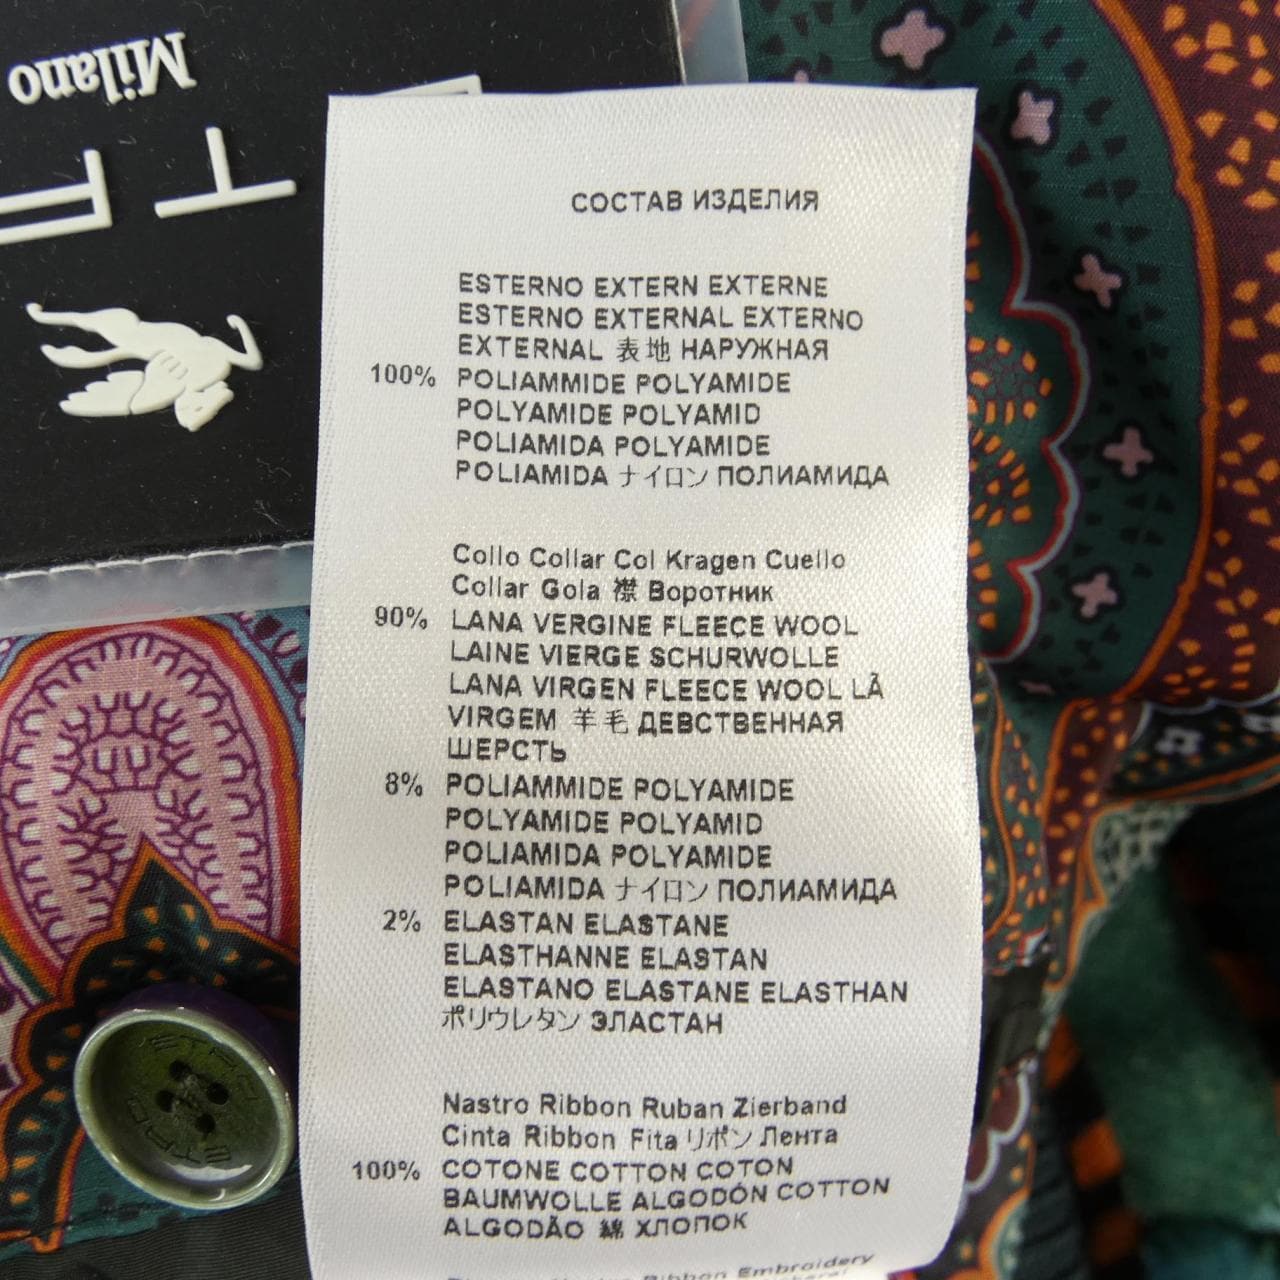 Milano
СОСТАВ ИЗДЕЛИЯ
ESTERNO EXTERN EXTERNE
ESTERNO EXTERNAL EXTERNO
EXTERNAL 表地 НАРУЖНАЯ
100% POLIAMMIDE POLYAMIDE
POLYAMIDE POLYAMID
POLIAMIDA POLYAMIDE
POLIAMIDA ナイロン ПОЛИАМИДА
Collo Collar Col Kragen Cuello
Collar Gola 襟 Воротник
90% LANA VERGINE FLEECE WOOL
LAINE VIERGE SCHURWOLLE
LANA VIRGEN FLEECE WOOL LÃ
VIRGEM 羊毛 ДЕВСТВЕННАЯ
ШЕРСТЬ
8% POLIAMMIDE POLYAMIDE
POLYAMIDE POLYAMID
POLIAMIDA POLYAMIDE
POLIAMIDA ナイロン ПОЛИАМИДА
2% ELASTAN ELASTANE
ELASTHANNE ELASTAN
ELASTANO ELASTANE ELASTHAN
ポリウレタン ЭЛАСТАН
Nastro Ribbon Ruban Zierband
Cinta Ribbon Fita リボン Лента
100% COTONE COTTON COTON
BAUMWOLLE ALGODÓN COTTON
ALGODÃO 綿 ХЛОПОК
Ribbon Embroidery
ETRO
ETRO